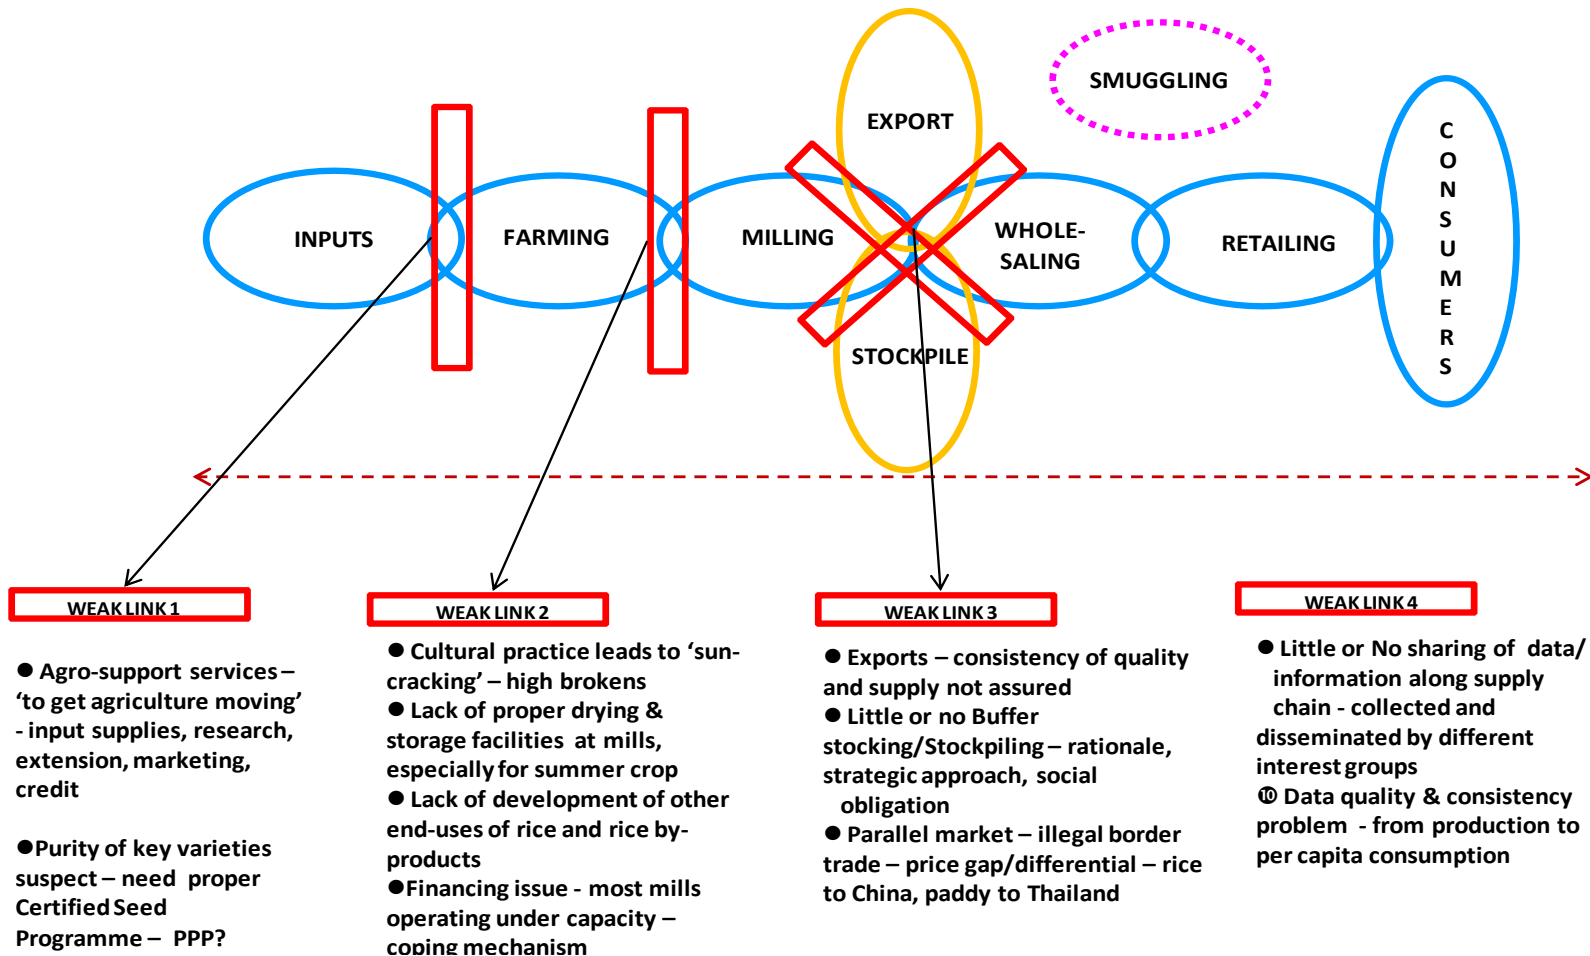 SMUGGLING
EXPORT
INPUTS
FARMING
MILLING
WHOLE-
SALING
RETAILING
C
O
N
S
U
M
E
R
S
STOCKPILE
WEAK LINK 1
● Agro-support services –
‘to get agriculture moving’
- input supplies, research,
extension, marketing,
credit
●Purity of key varieties
suspect – need proper
Certified Seed
Programme – PPP?
WEAK LINK 2
● Cultural practice leads to ‘sun-
cracking’ – high brokens
● Lack of proper drying &
storage facilities at mills,
especially for summer crop
● Lack of development of other
end-uses of rice and rice by-
products
●Financing issue - most mills
operating under capacity –
coping mechanism
WEAK LINK 3
● Exports – consistency of quality
and supply not assured
● Little or no Buffer
stocking/Stockpiling – rationale,
strategic approach, social
obligation
● Parallel market – illegal border
trade – price gap/differential – rice
to China, paddy to Thailand
WEAK LINK 4
● Little or No sharing of data/
information along supply
chain - collected and
disseminated by different
interest groups
❿ Data quality & consistency
problem - from production to
per capita consumption